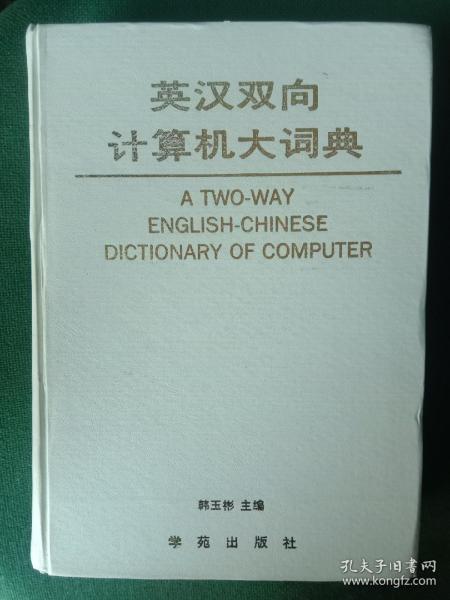 英汉双向
计算机大词典
A TWO-WAY
ENGLISH-CHINESE
DICTIONARY OF COMPUTER
韩玉彬 主编
学苑出版社
孔夫子旧书网
www.kongfz.com